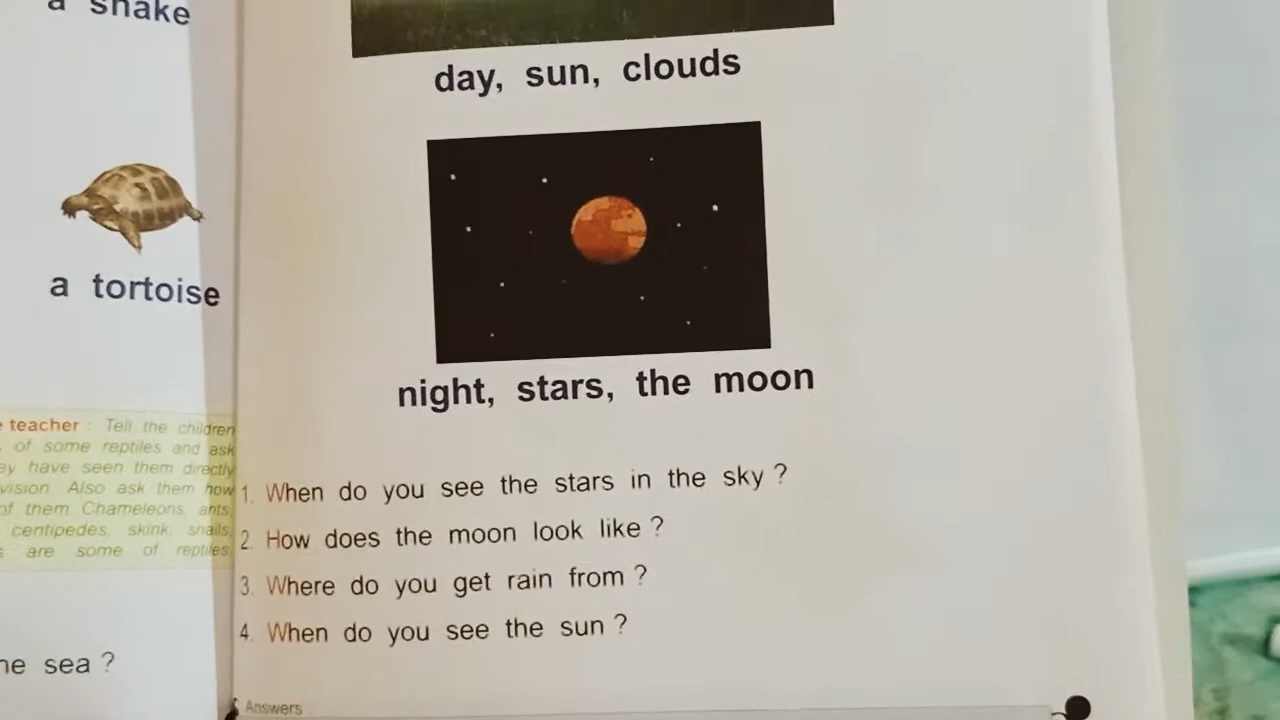 a snake
a tortoise
teacher : Tell the children
of some reptiles and ask
have seen them directly
Also ask them how
of them. Chameleons, ants,
centipedes, skink, snails,
are some of reptiles.
sea ?
day, sun, clouds
night, stars, the moon
1. When do you see the stars in the sky ?
2. How does the moon look like ?
3. Where do you get rain from ?
4. When do you see the sun ?
Answers